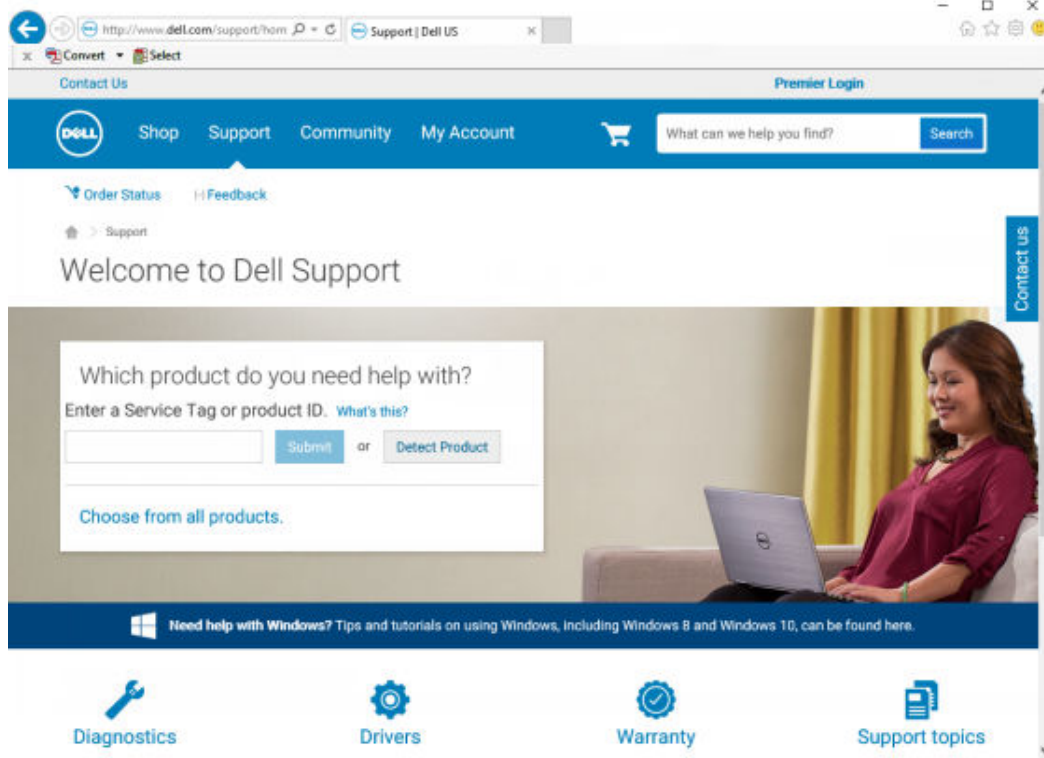 http://www.dell.com/support/hom
Support | Dell US
x Convert Select
Contact Us
Premier Login
DELL
Shop Support Community My Account
What can we help you find?
Search
Order Status
Feedback
> Support
Contact us
Welcome to Dell Support
Which product do you need help with?
Enter a Service Tag or product ID. What's this?
Submit or Detect Product
Choose from all products.
Need help with Windows? Tips and tutorials on using Windows, including Windows 8 and Windows 10, can be found here.
Diagnostics Drivers Warranty Support topics